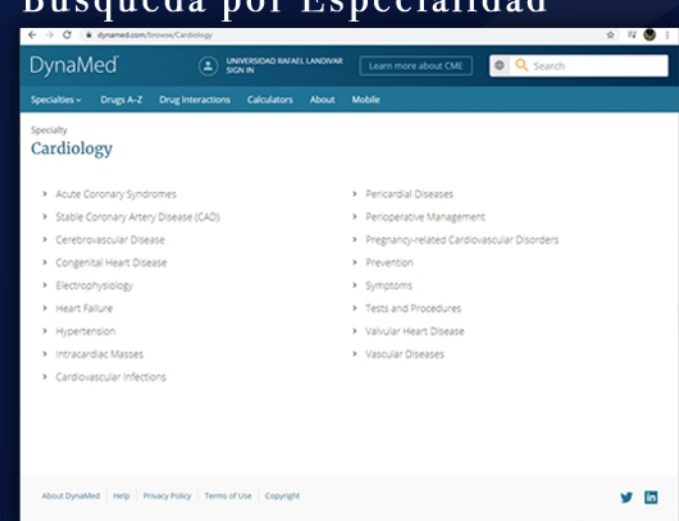 Búsqueda por Especialidad
dynamed.com/browse/Cardiology
DynaMed
UNIVERSIDAD RAFAEL LANDIVAR
SIGN IN
Learn more about CME
Search
Specialties
Drugs A-Z
Drug Interactions
Calculators
About
Mobile
Specialty
Cardiology
Acute Coronary Syndromes
Stable Coronary Artery Disease (CAD)
Cerebrovascular Disease
Congenital Heart Disease
Electrophysiology
Heart Failure
Hypertension
Intracardiac Masses
Cardiovascular Infections
Pericardial Diseases
Perioperative Management
Pregnancy-related Cardiovascular Disorders
Prevention
Symptoms
Tests and Procedures
Valvular Heart Disease
Vascular Diseases
About DynaMed
Help
Privacy Policy
Terms of Use
Copyright